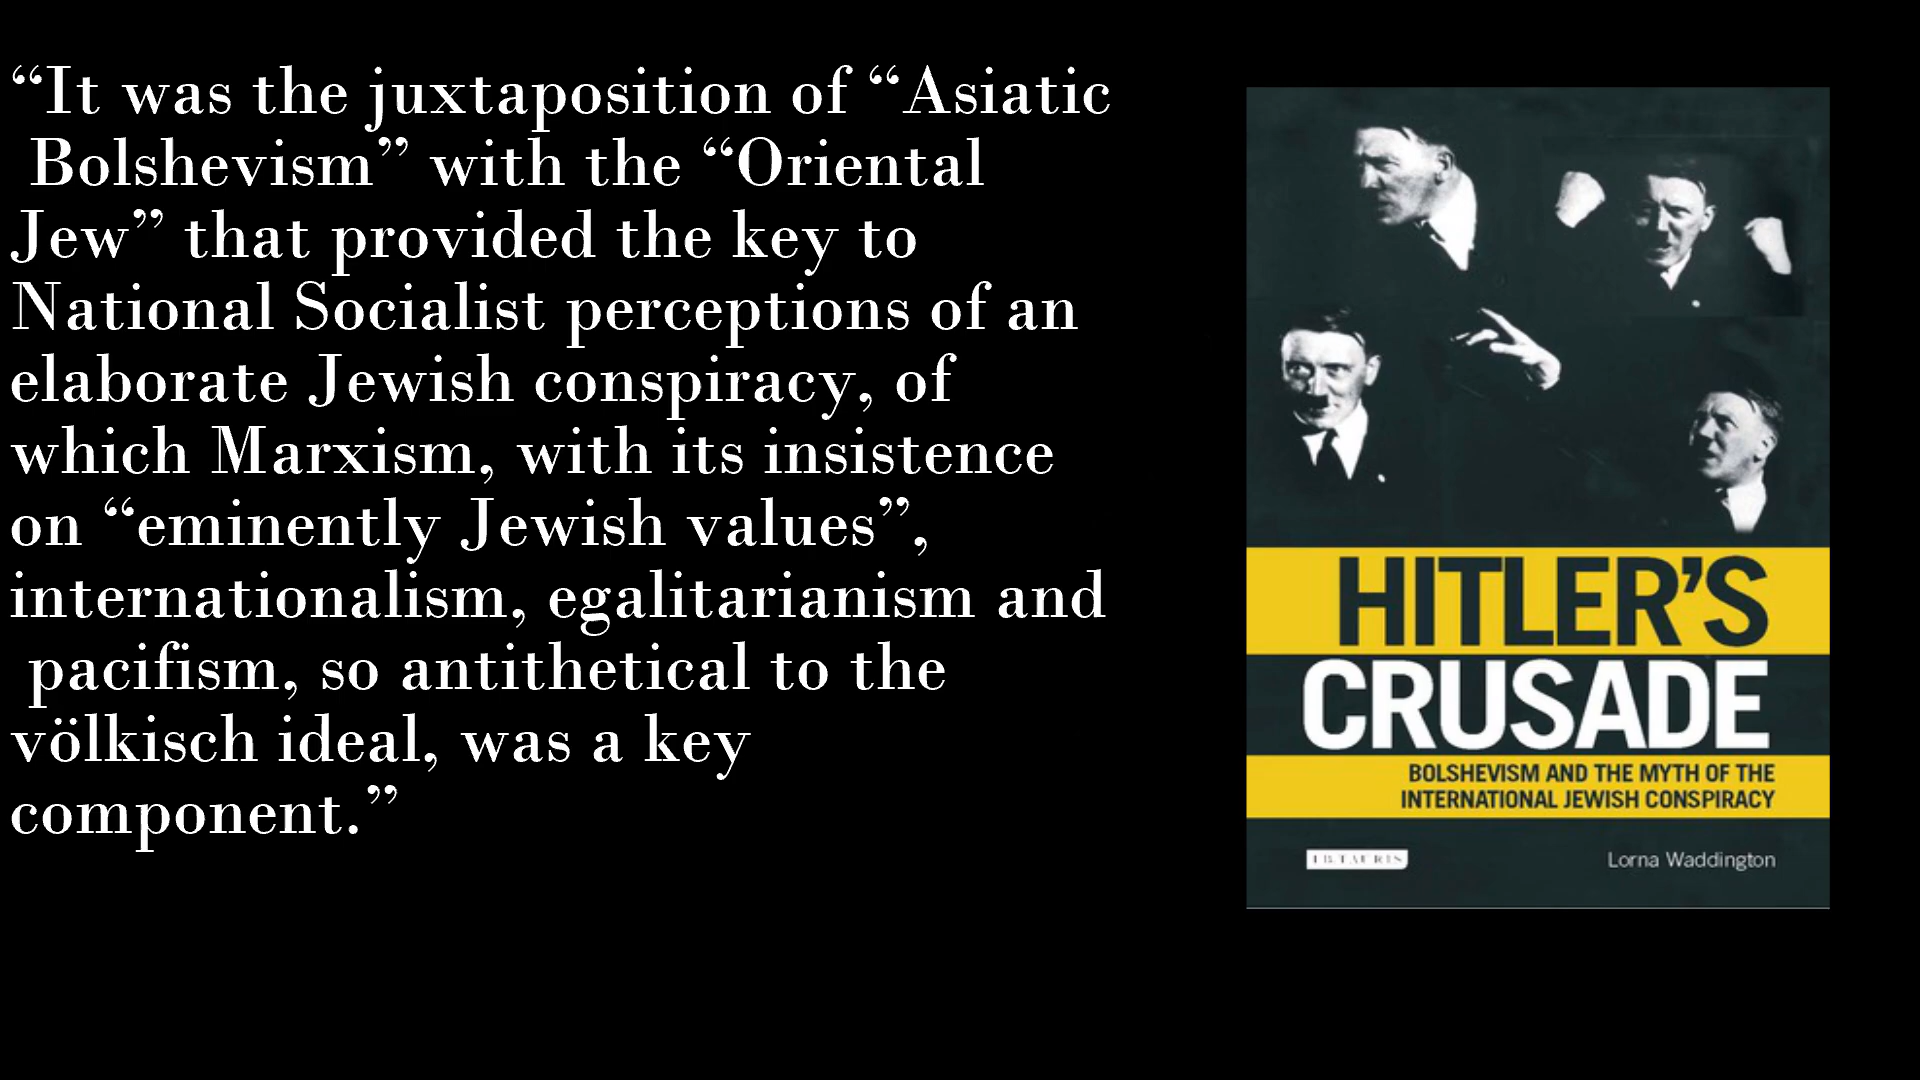 “It was the juxtaposition of “Asiatic
Bolshevism” with the “Oriental
Jew” that provided the key to
National Socialist perceptions of an
elaborate Jewish conspiracy, of
which Marxism, with its insistence
on “eminently Jewish values”,
internationalism, egalitarianism and
pacifism, so antithetical to the
völkisch ideal, was a key
component.”
HITLER’S
CRUSADE
BOLSHEVISM AND THE MYTH OF THE
INTERNATIONAL JEWISH CONSPIRACY
I.B.TAURIS
Lorna Waddington